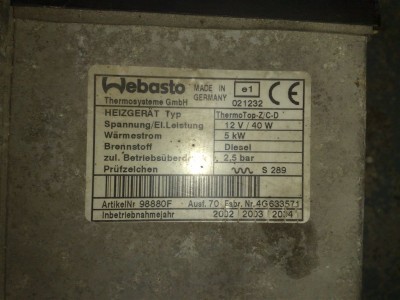 Webasto
Thermosysteme GmbH
MADE IN
GERMANY
e1
021232
CE
HEIZGERÄT Typ ThermoTop-Z/C-D
Spannung/El.Leistung 12 V / 40 W
Wärmestrom 5 kW
Brennstoff Diesel
zul. Betriebsüberdruck 2,5 bar
Prüfzeichen S 289
ArtikelNr 98880F Ausf. 70 Fabr. Nr. 4G633571
Inbetriebnahmejahr 2002 2003 2004